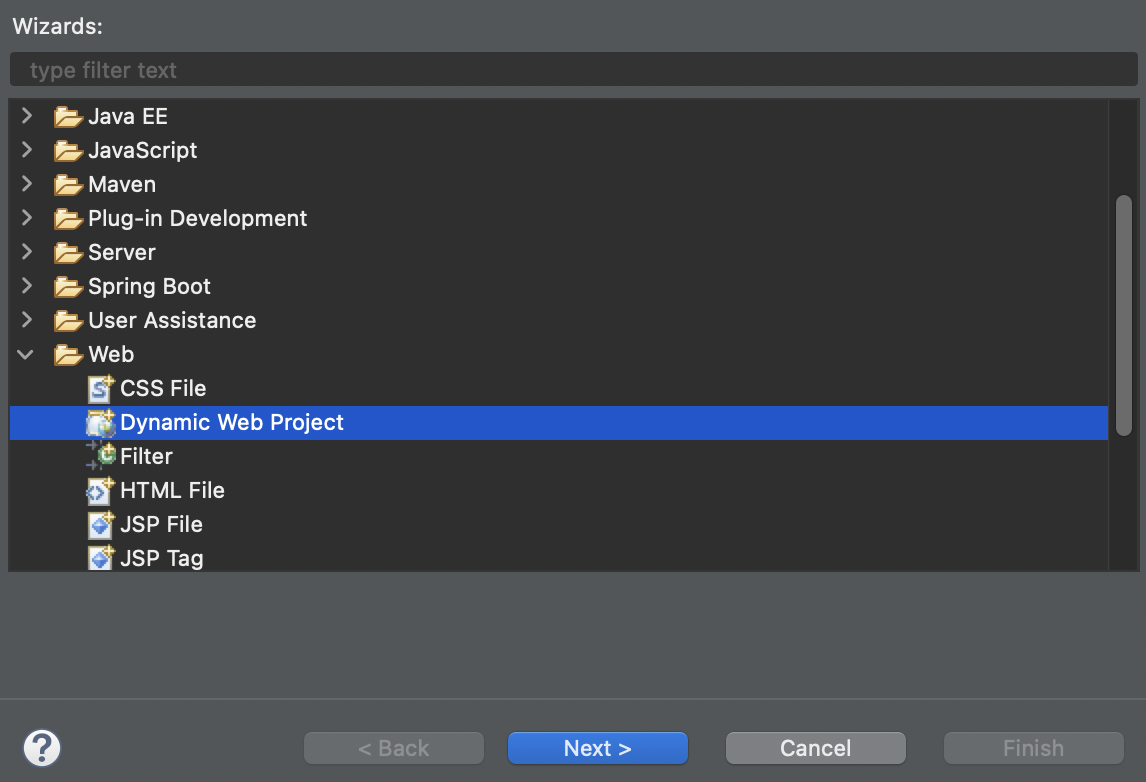 Wizards:
type filter text
Java EE
JavaScript
Maven
Plug-in Development
Server
Spring Boot
User Assistance
Web
CSS File
Dynamic Web Project
Filter
HTML File
JSP File
JSP Tag
? < Back Next > Cancel Finish